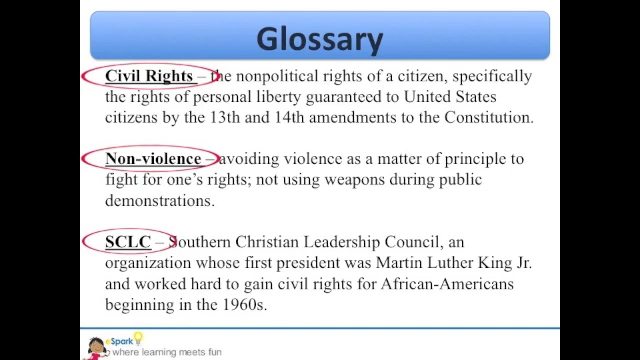 Glossary
Civil Rights – the nonpolitical rights of a citizen, specifically
the rights of personal liberty guaranteed to United States
citizens by the 13th and 14th amendments to the Constitution.
Non-violence – avoiding violence as a matter of principle to
fight for one's rights; not using weapons during public
demonstrations.
SCLC – Southern Christian Leadership Council, an
organization whose first president was Martin Luther King Jr.
and worked hard to gain civil rights for African-Americans
beginning in the 1960s.
eSpark
where learning meets fun